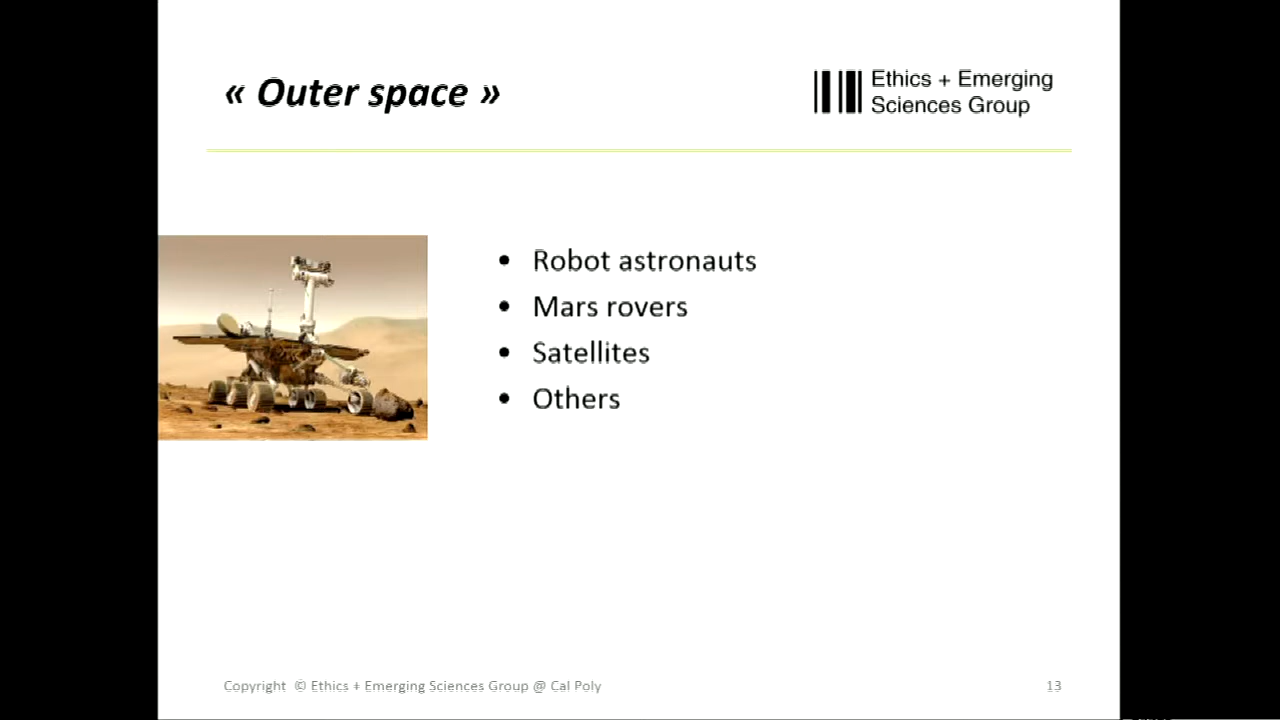 « Outer space »
Ethics + Emerging
Sciences Group
• Robot astronauts
• Mars rovers
• Satellites
• Others
Copyright © Ethics + Emerging Sciences Group @ Cal Poly
13